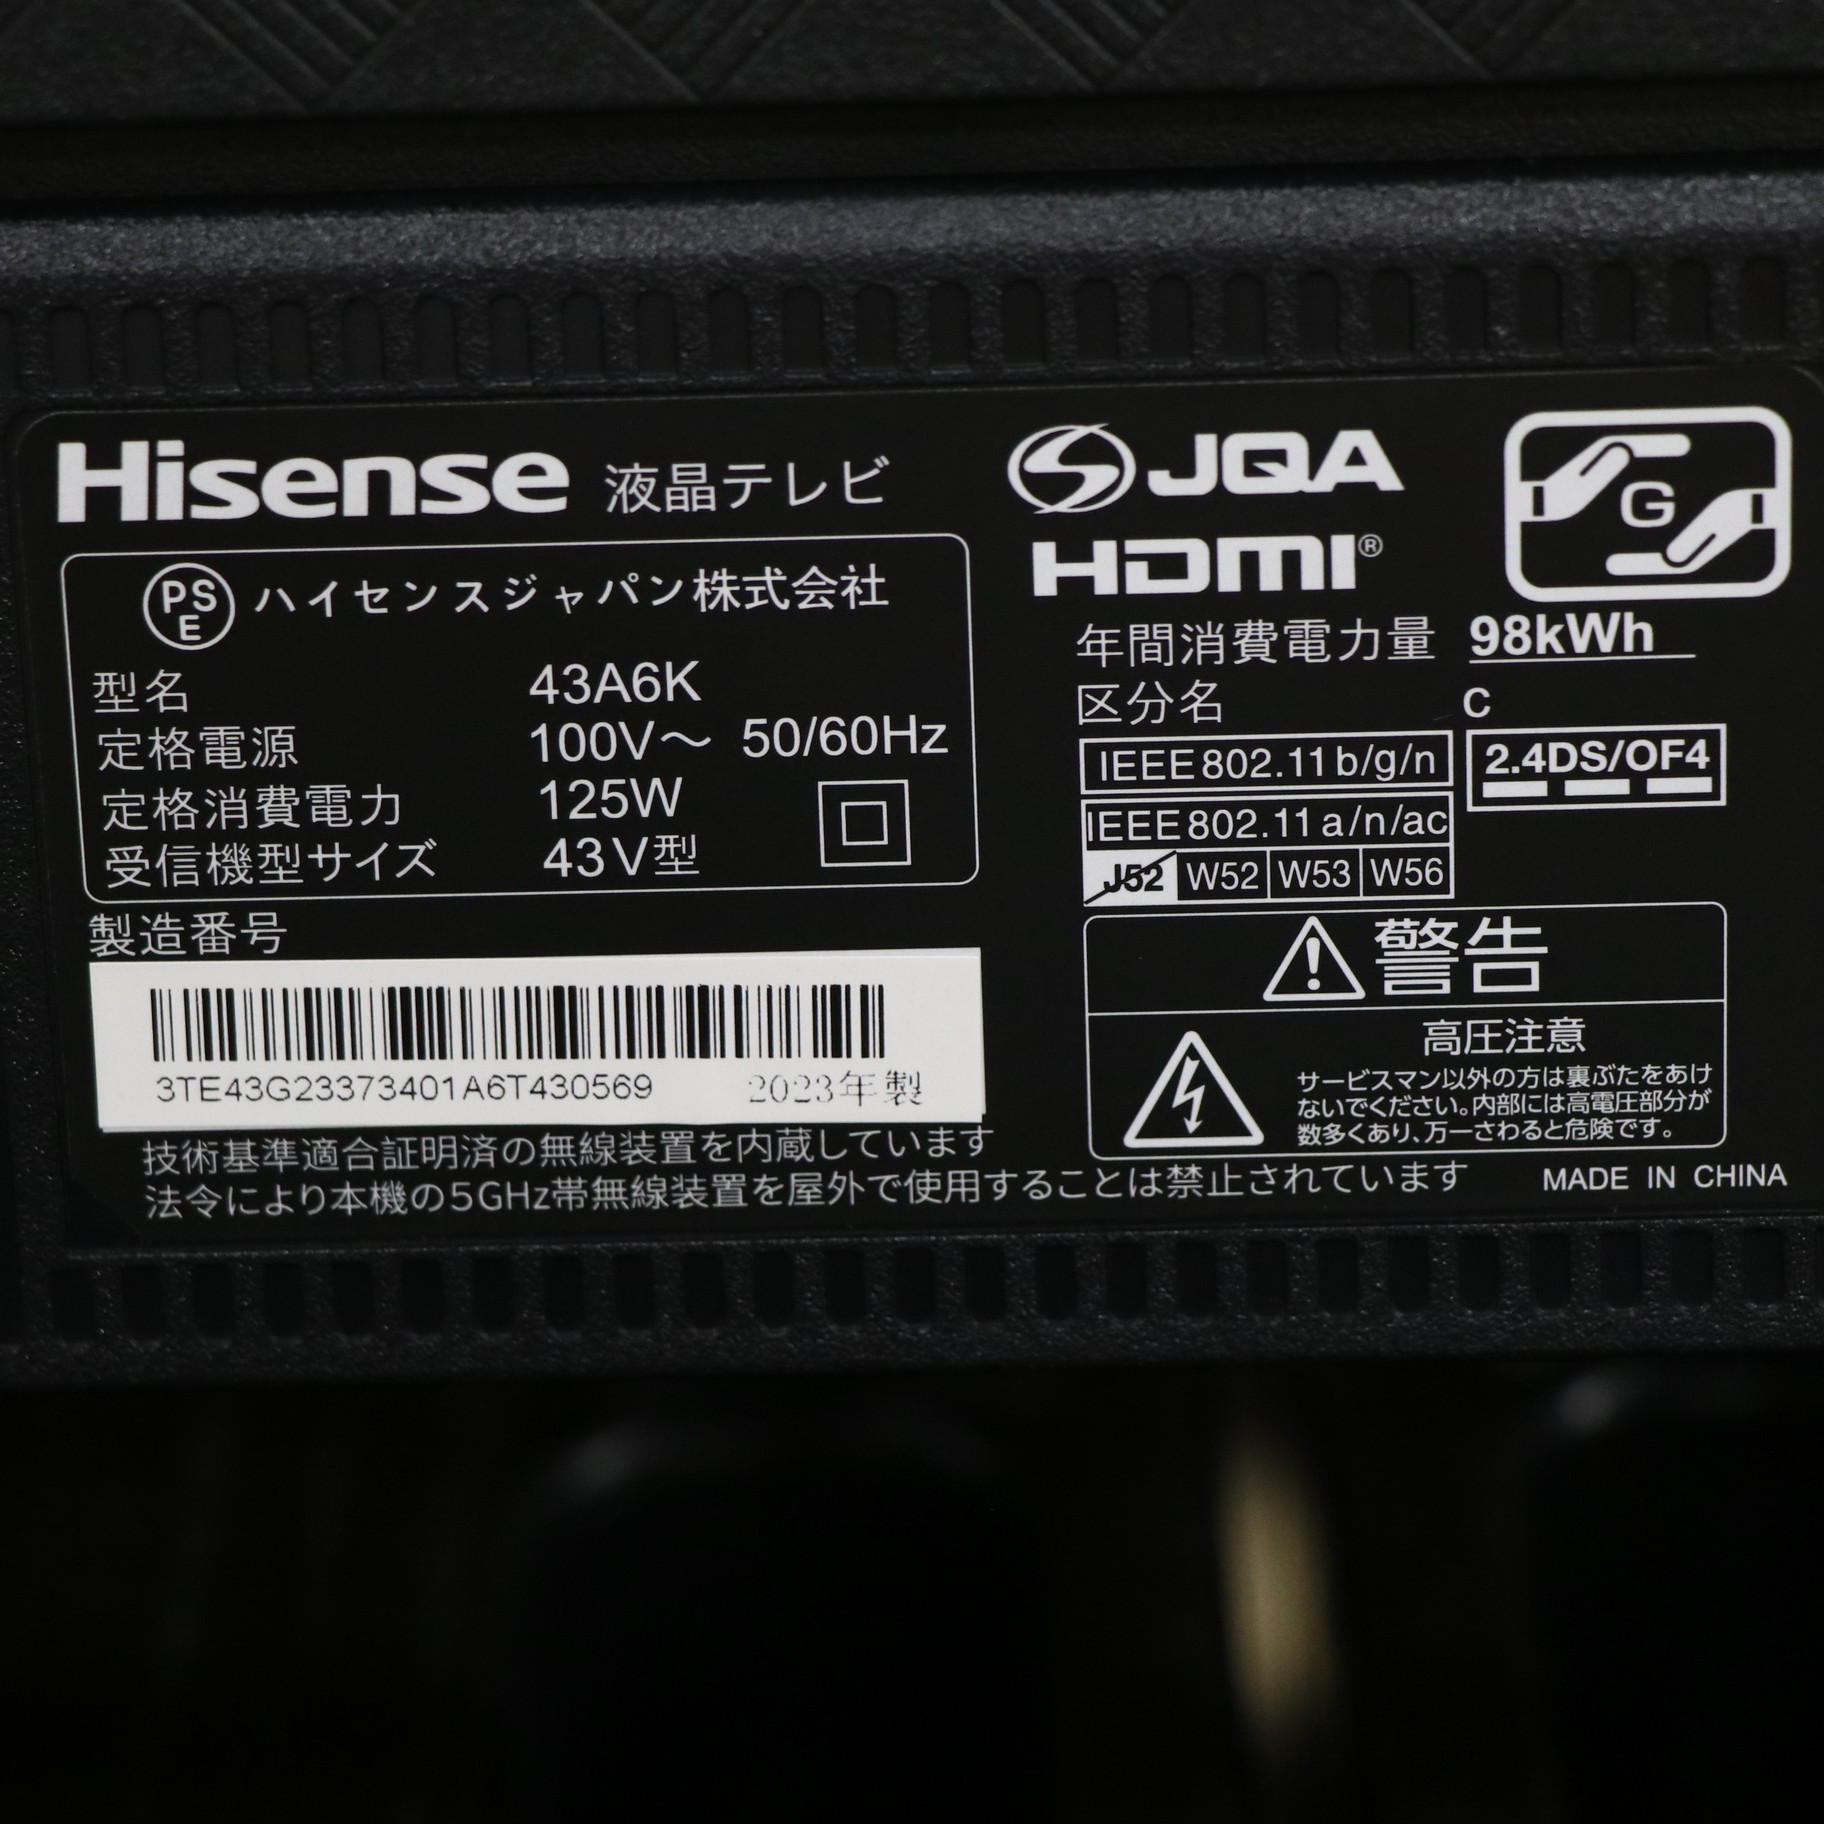 Hisense 液晶テレビ
PSE ハイセンスジャパン株式会社
型名 43A6K
定格電源 100V～ 50/60Hz
定格消費電力 125W
受信機型サイズ 43V型
製造番号
3TE43G23373401A6T430569 2023年製
技術基準適合証明済の無線装置を内蔵しています
法令により本機の5GHz帯無線装置を屋外で使用することは禁止されています
JQA
HDMI®
G
年間消費電力量 98kWh
区分名 C
IEEE802.11b/g/n 2.4DS/OF4
IEEE802.11a/n/ac
J52 W52 W53 W56
警告
高圧注意
サービスマン以外の方は裏ぶたをあけ
ないでください。内部には高電圧部分が
数多くあり、万一さわると危険です。
MADE IN CHINA